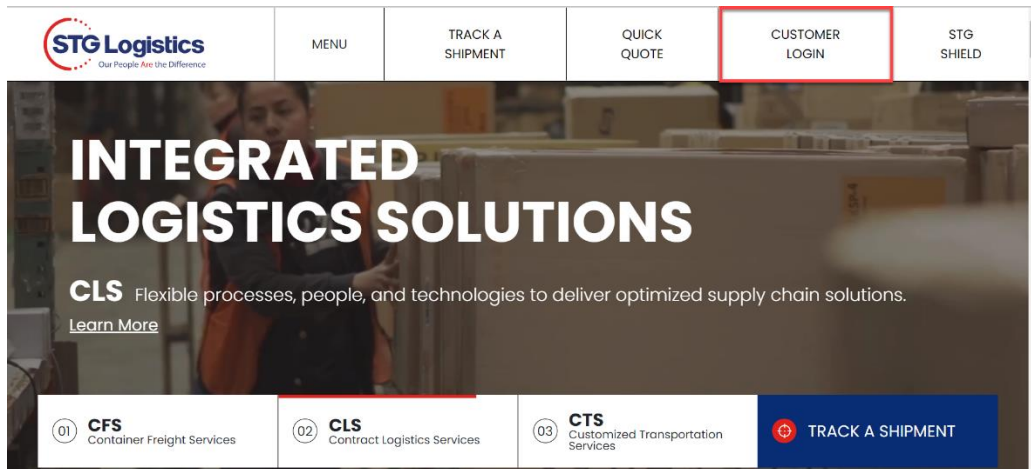 STG Logistics
Our People Are the Difference
MENU
TRACK A
SHIPMENT
QUICK
QUOTE
CUSTOMER
LOGIN
STG
SHIELD
INTEGRATED
LOGISTICS SOLUTIONS
CLS Flexible processes, people, and technologies to deliver optimized supply chain solutions.
Learn More
01 CFS
Container Freight Services
02 CLS
Contract Logistics Services
03 CTS
Customized Transportation
Services
TRACK A SHIPMENT